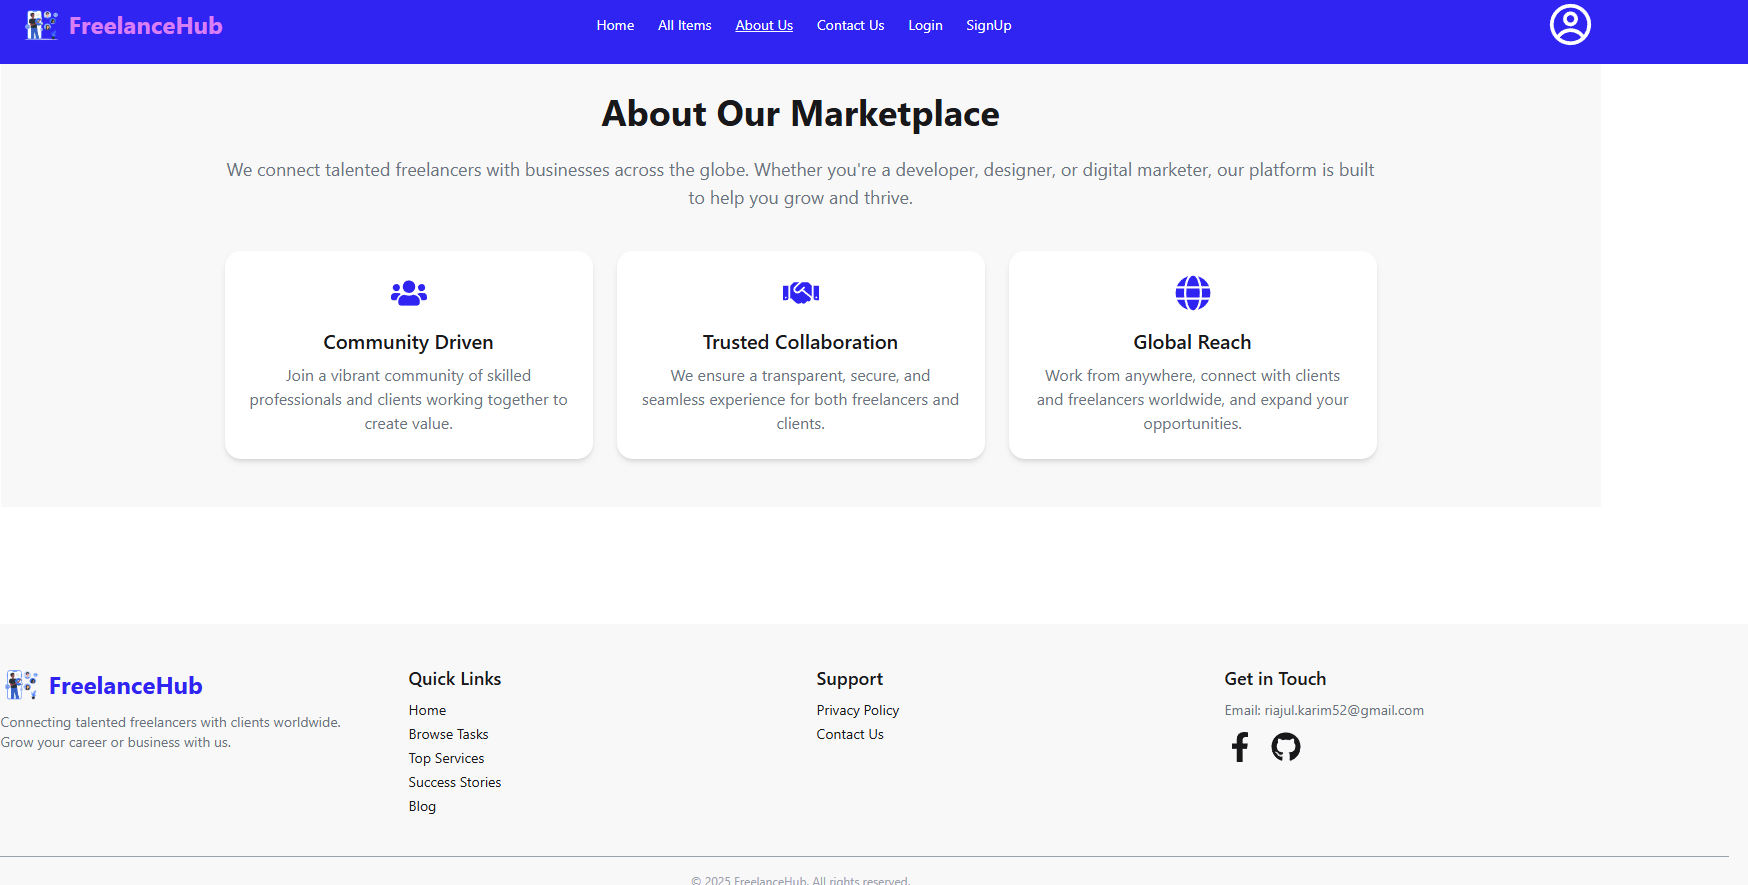 FreelanceHub
Home All Items About Us Contact Us Login SignUp
About Our Marketplace
We connect talented freelancers with businesses across the globe. Whether you're a developer, designer, or digital marketer, our platform is built
to help you grow and thrive.
Community Driven
Join a vibrant community of skilled
professionals and clients working together to
create value.
Trusted Collaboration
We ensure a transparent, secure, and
seamless experience for both freelancers and
clients.
Global Reach
Work from anywhere, connect with clients
and freelancers worldwide, and expand your
opportunities.
FreelanceHub
Connecting talented freelancers with clients worldwide.
Grow your career or business with us.
Quick Links
Home
Browse Tasks
Top Services
Success Stories
Blog
Support
Privacy Policy
Contact Us
Get in Touch
Email: riajul.karim52@gmail.com
© 2025 FreelanceHub. All rights reserved.